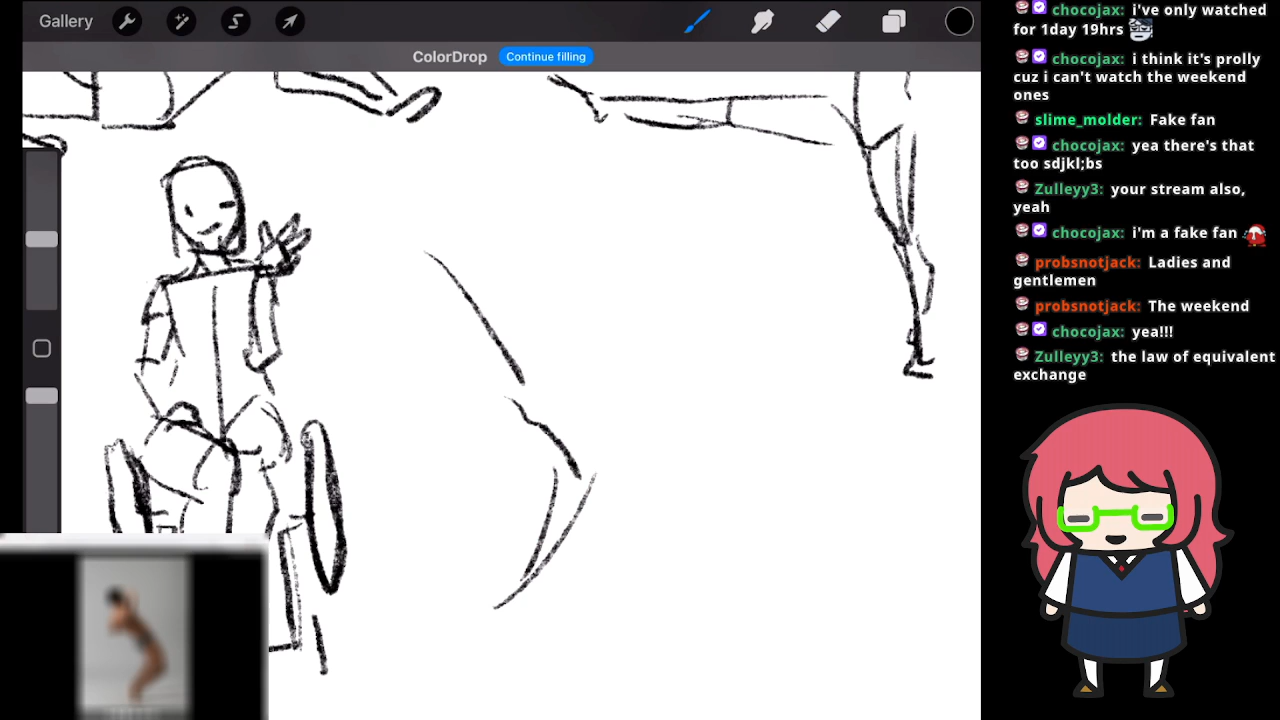 Gallery
ColorDrop Continue filling
chocojax: i've only watched
for 1day 19hrs
chocojax: i think it's prolly
cuz i can't watch the weekend
ones
slime_molder: Fake fan
chocojax: yea there's that
too sdjkl;bs
Zulleyy3: your stream also,
yeah
chocojax: i'm a fake fan
probsnotjack: Ladies and
gentlemen
probsnotjack: The weekend
chocojax: yea!!!
Zulleyy3: the law of equivalent
exchange